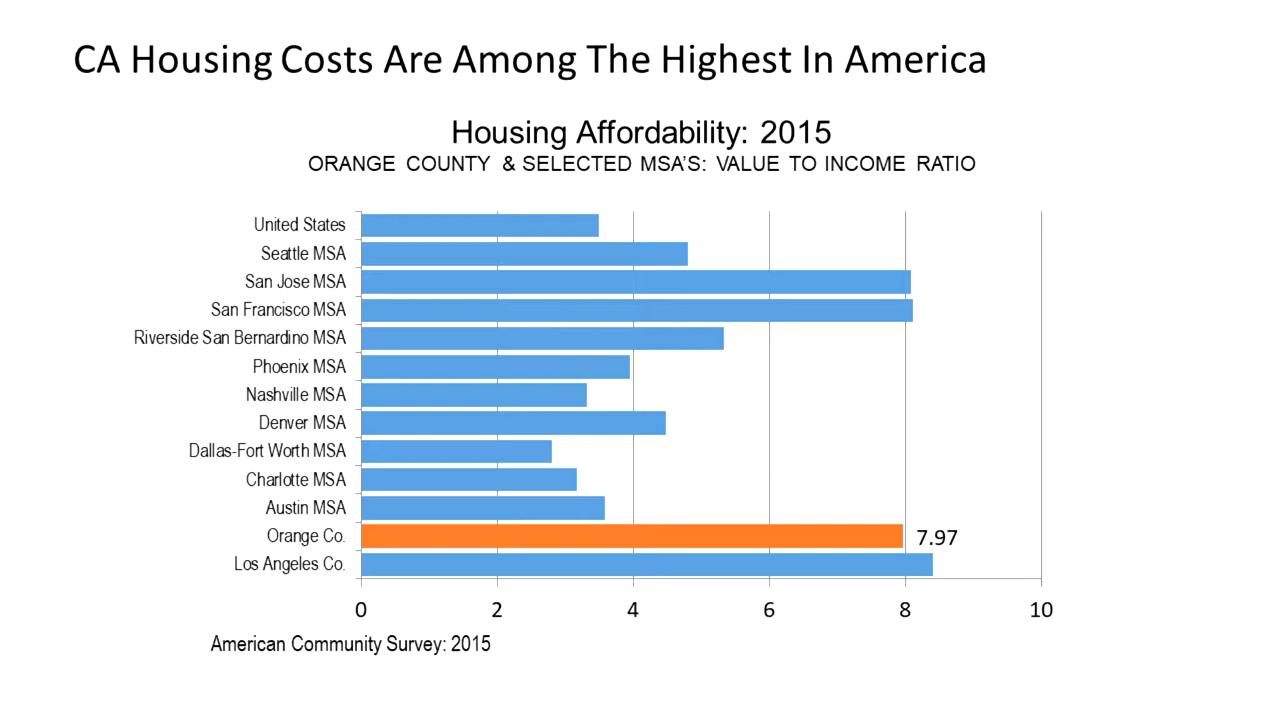 CA Housing Costs Are Among The Highest In America
Housing Affordability: 2015
ORANGE COUNTY & SELECTED MSA'S: VALUE TO INCOME RATIO
United States
Seattle MSA
San Jose MSA
San Francisco MSA
Riverside San Bernardino MSA
Phoenix MSA
Nashville MSA
Denver MSA
Dallas-Fort Worth MSA
Charlotte MSA
Austin MSA
Orange Co. 7.97
Los Angeles Co.
0 2 4 6 8 10
American Community Survey: 2015